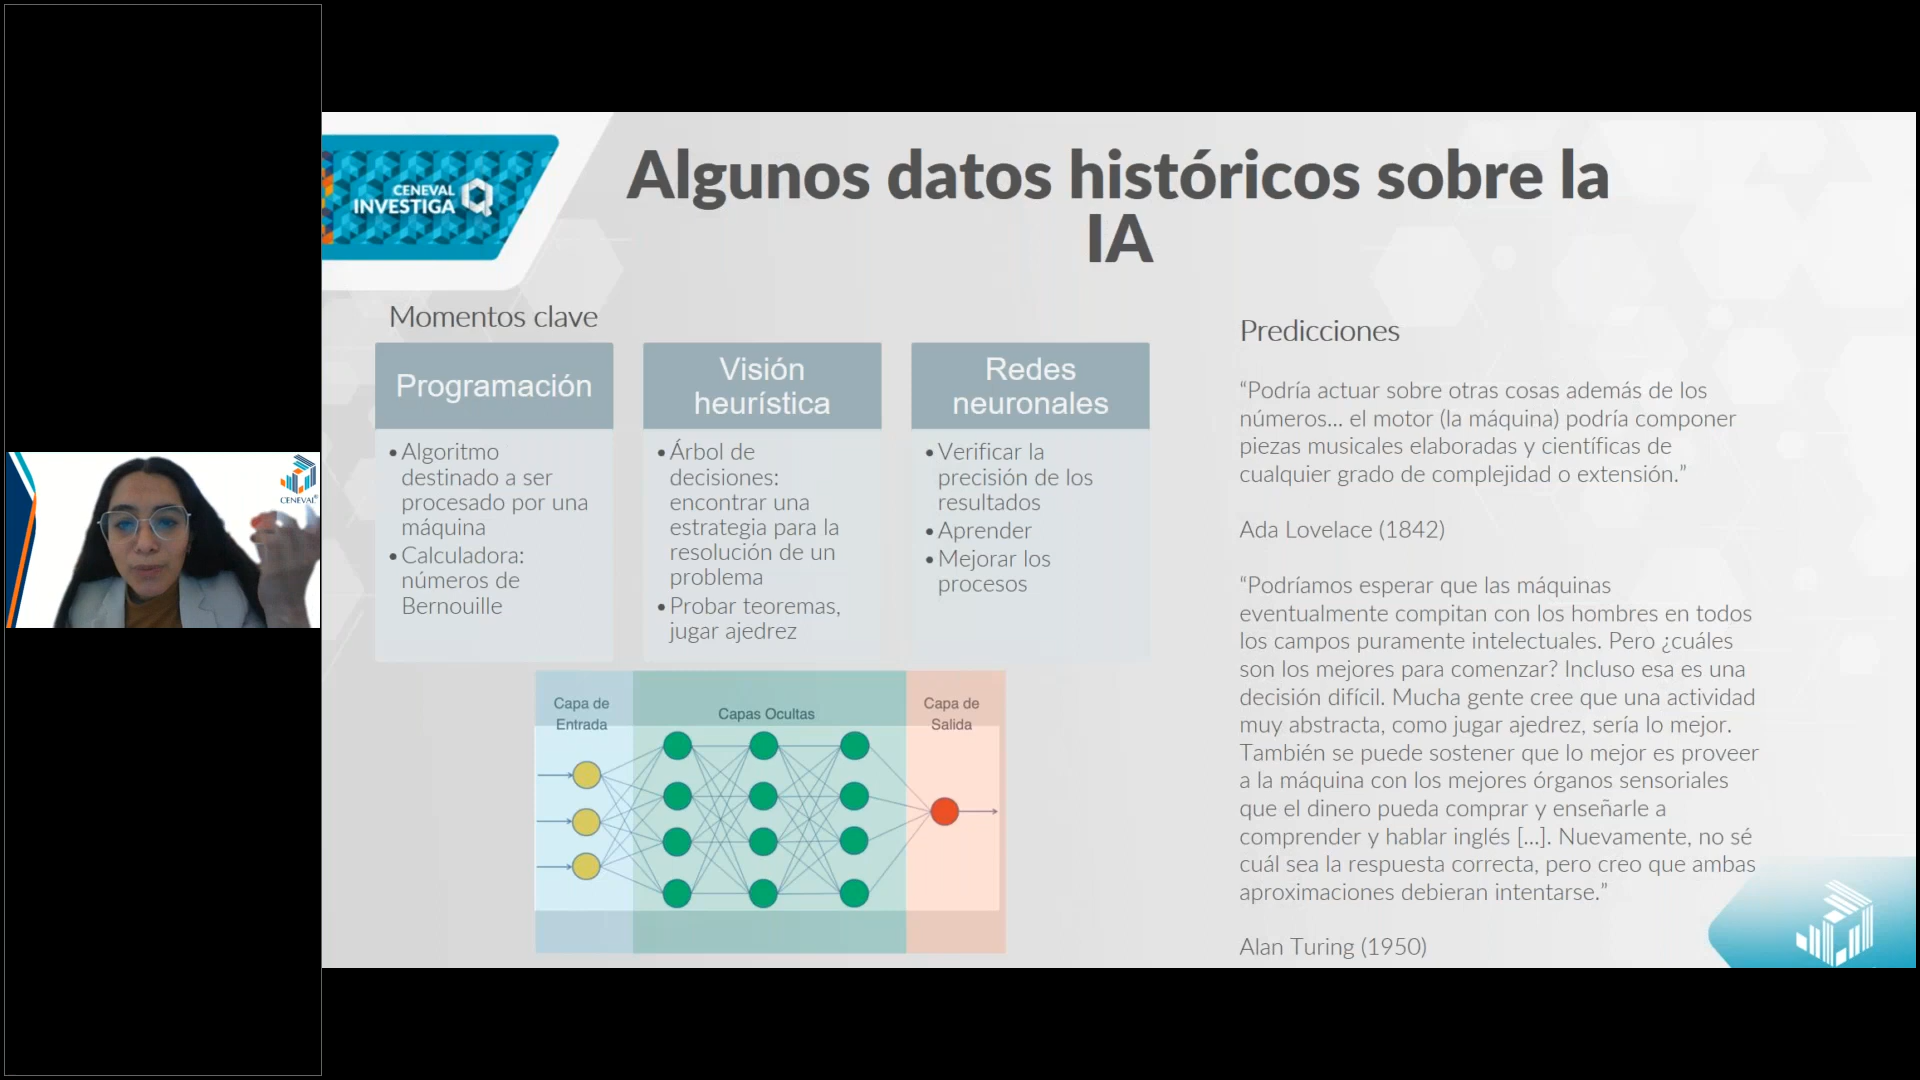 CENEVAL
INVESTIGA
Algunos datos históricos sobre la
IA
Momentos clave
Programación
• Algoritmo
destinado a ser
procesado por una
máquina
• Calculadora:
números de
Bernouille
Visión
heurística
• Árbol de
decisiones:
encontrar una
estrategia para la
resolución de un
problema
• Probar teoremas,
jugar ajedrez
Redes
neuronales
• Verificar la
precisión de los
resultados
• Aprender
• Mejorar los
procesos
Capa de
Entrada
Capas Ocultas
Capa de
Salida
Predicciones
“Podría actuar sobre otras cosas además de los
números... el motor (la máquina) podría componer
piezas musicales elaboradas y científicas de
cualquier grado de complejidad o extensión.”
Ada Lovelace (1842)
“Podríamos esperar que las máquinas
eventualmente compitan con los hombres en todos
los campos puramente intelectuales. Pero ¿cuáles
son los mejores para comenzar? Incluso esa es una
decisión difícil. Mucha gente cree que una actividad
muy abstracta, como jugar ajedrez, sería lo mejor.
También se puede sostener que lo mejor es proveer
a la máquina con los mejores órganos sensoriales
que el dinero pueda comprar y enseñarle a
comprender y hablar inglés [...]. Nuevamente, no sé
cuál sea la respuesta correcta, pero creo que ambas
aproximaciones debieran intentarse.”
Alan Turing (1950)
CENEVAL®